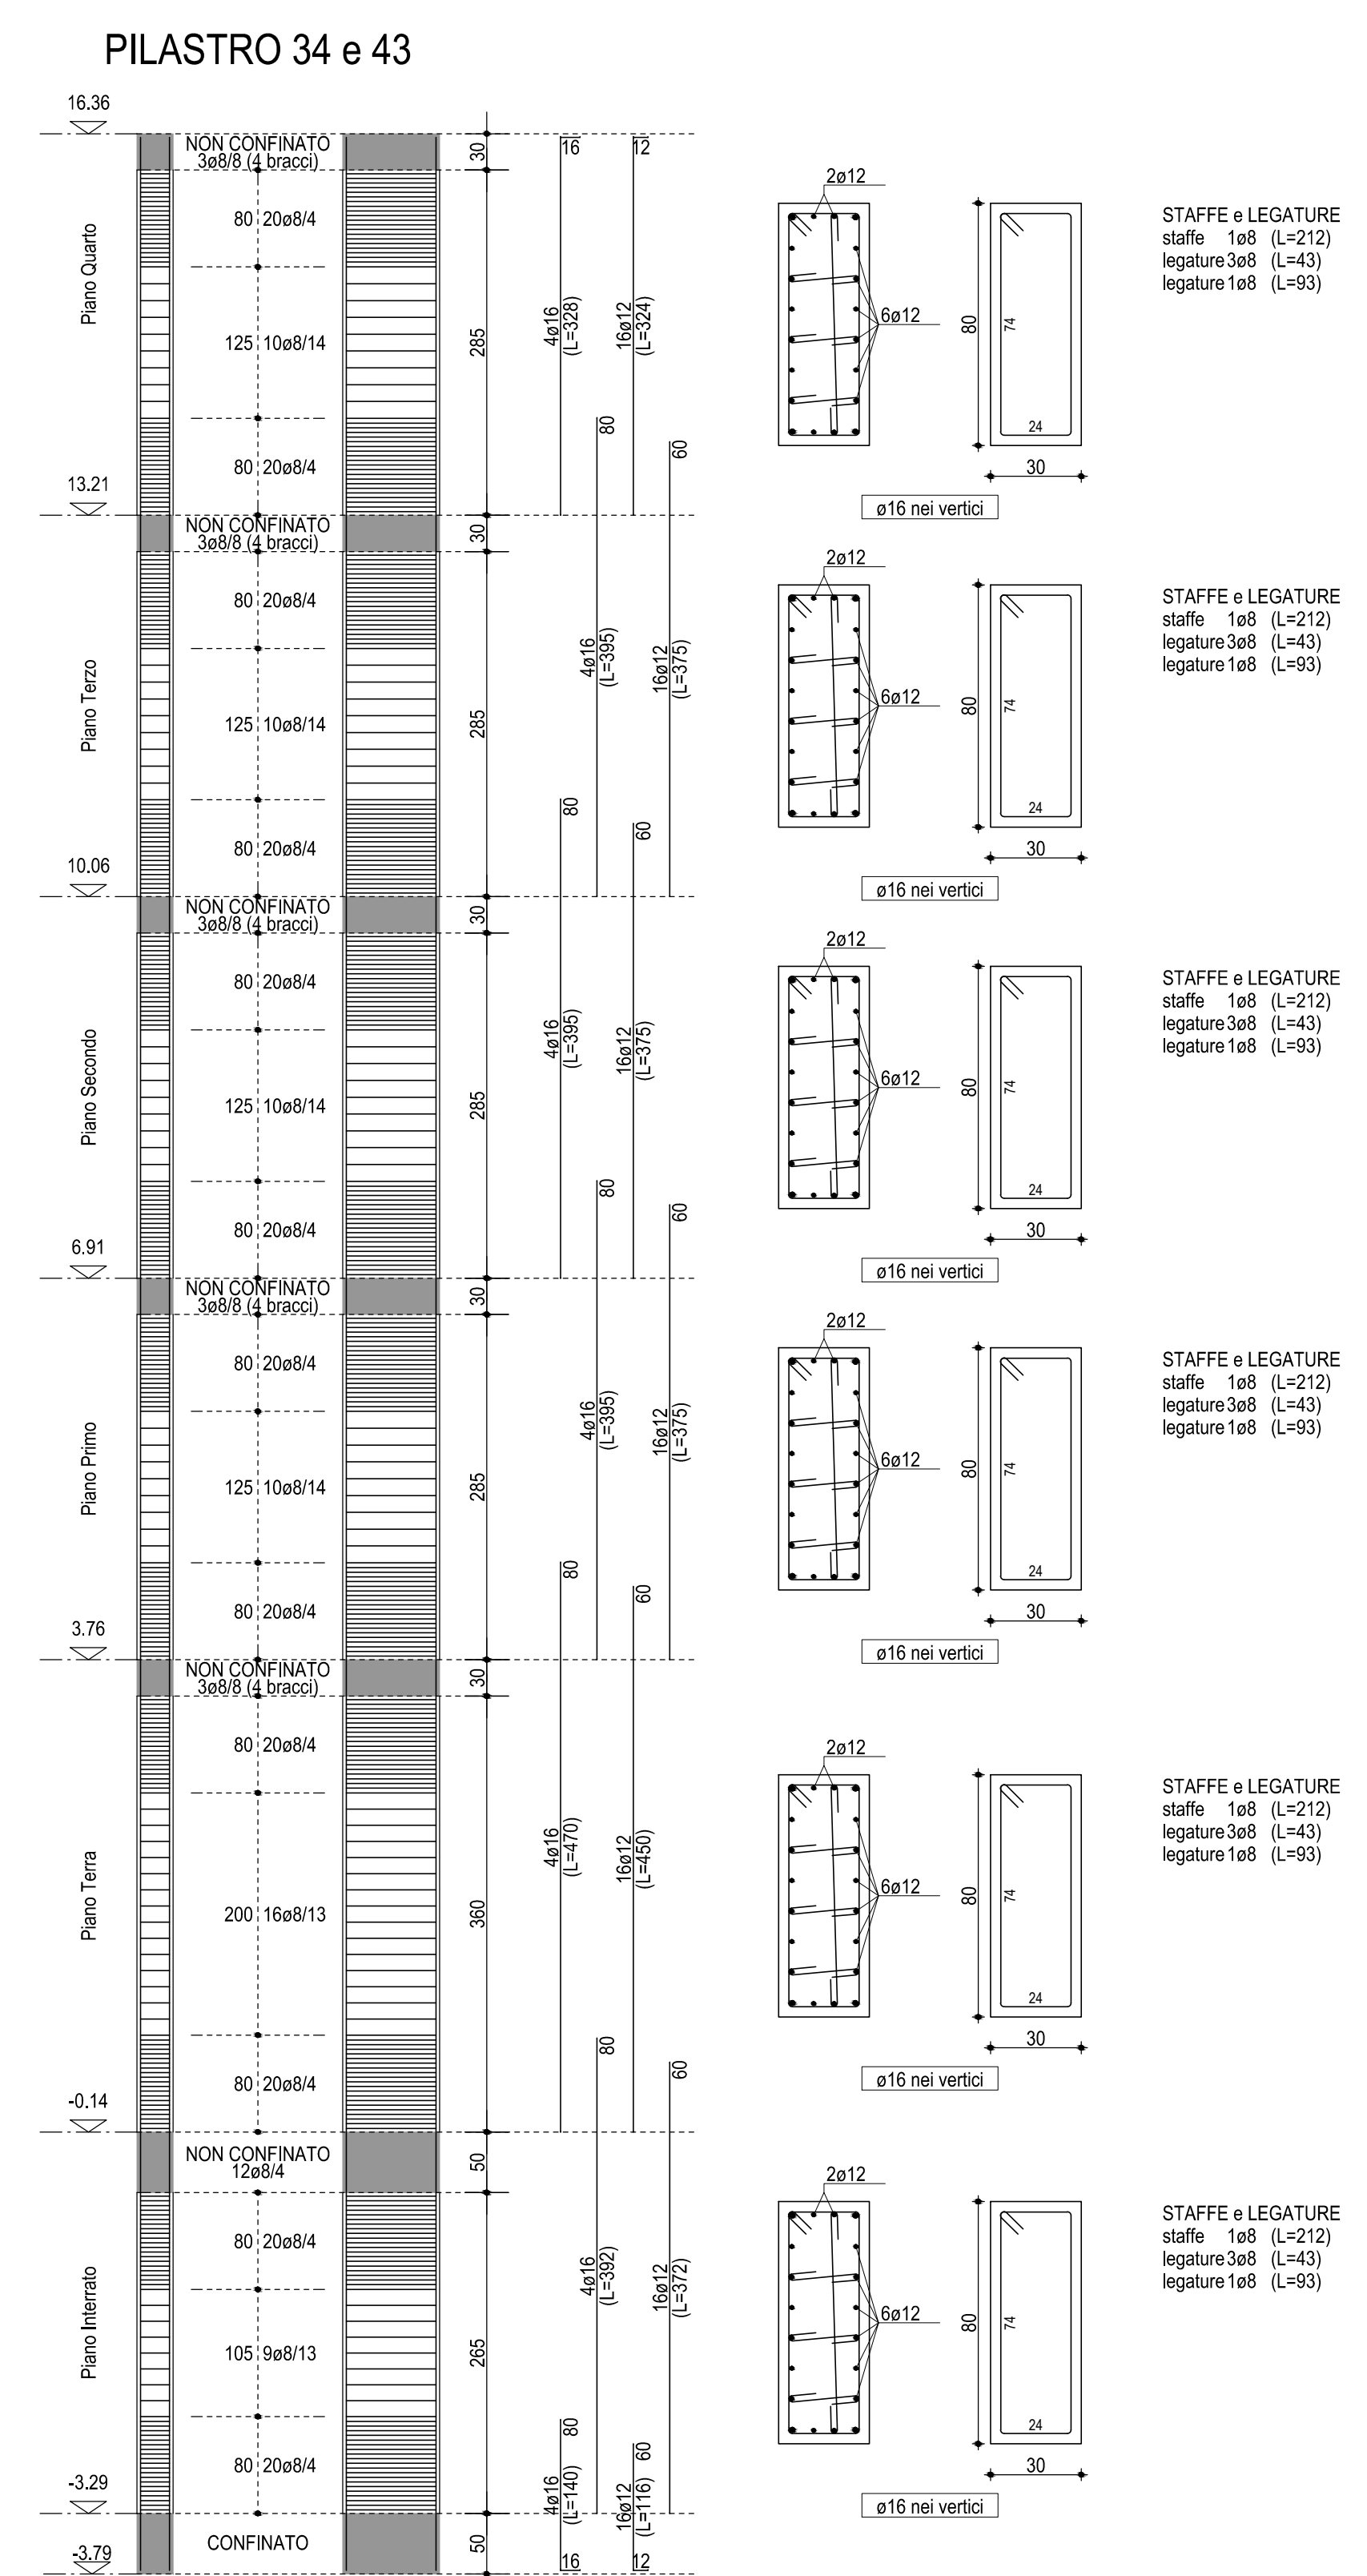 PILASTRO 34 e 43
16.36
NON CONFINATO
3ø8/8 (4 bracci)
30
16
12
Piano Quarto
80 20ø8/4
125 10ø8/14
80 20ø8/4
285
4ø16
(L=328)
16ø12
(L=324)
80
60
2ø12
6ø12
80
74
24
30
ø16 nei vertici
STAFFE e LEGATURE
staffe 1ø8 (L=212)
legature 3ø8 (L=43)
legature 1ø8 (L=93)
13.21
NON CONFINATO
3ø8/8 (4 bracci)
30
Piano Terzo
80 20ø8/4
125 10ø8/14
80 20ø8/4
285
4ø16
(L=395)
16ø12
(L=375)
80
60
2ø12
6ø12
80
74
24
30
ø16 nei vertici
STAFFE e LEGATURE
staffe 1ø8 (L=212)
legature 3ø8 (L=43)
legature 1ø8 (L=93)
10.06
NON CONFINATO
3ø8/8 (4 bracci)
30
Piano Secondo
80 20ø8/4
125 10ø8/14
80 20ø8/4
285
4ø16
(L=395)
16ø12
(L=375)
80
60
2ø12
6ø12
80
74
24
30
ø16 nei vertici
STAFFE e LEGATURE
staffe 1ø8 (L=212)
legature 3ø8 (L=43)
legature 1ø8 (L=93)
6.91
NON CONFINATO
3ø8/8 (4 bracci)
30
Piano Primo
80 20ø8/4
125 10ø8/14
80 20ø8/4
285
4ø16
(L=395)
16ø12
(L=375)
80
60
2ø12
6ø12
80
74
24
30
ø16 nei vertici
STAFFE e LEGATURE
staffe 1ø8 (L=212)
legature 3ø8 (L=43)
legature 1ø8 (L=93)
3.76
NON CONFINATO
3ø8/8 (4 bracci)
30
Piano Terra
80 20ø8/4
200 16ø8/13
80 20ø8/4
360
4ø16
(L=470)
16ø12
(L=450)
80
60
2ø12
6ø12
80
74
24
30
ø16 nei vertici
STAFFE e LEGATURE
staffe 1ø8 (L=212)
legature 3ø8 (L=43)
legature 1ø8 (L=93)
-0.14
NON CONFINATO
12ø8/4
50
Piano Interrato
80 20ø8/4
105 9ø8/13
80 20ø8/4
265
4ø16
(L=392)
16ø12
(L=372)
80
60
4ø16
(L=140)
16ø12
(L=116)
2ø12
6ø12
80
74
24
30
ø16 nei vertici
STAFFE e LEGATURE
staffe 1ø8 (L=212)
legature 3ø8 (L=43)
legature 1ø8 (L=93)
-3.29
CONFINATO
50
16
12
-3.79